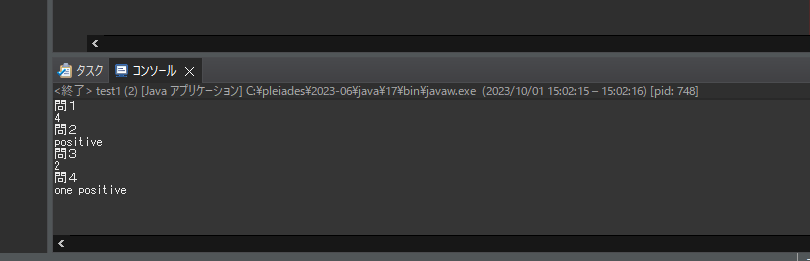 タスク コンソール
<終了> test1 (2) [Java アプリケーション] C:¥pleiades¥2023-06¥java¥17¥bin¥javaw.exe (2023/10/01 15:02:15 – 15:02:16) [pid: 748]
問１
4
問２
positive
問３
2
問４
one positive